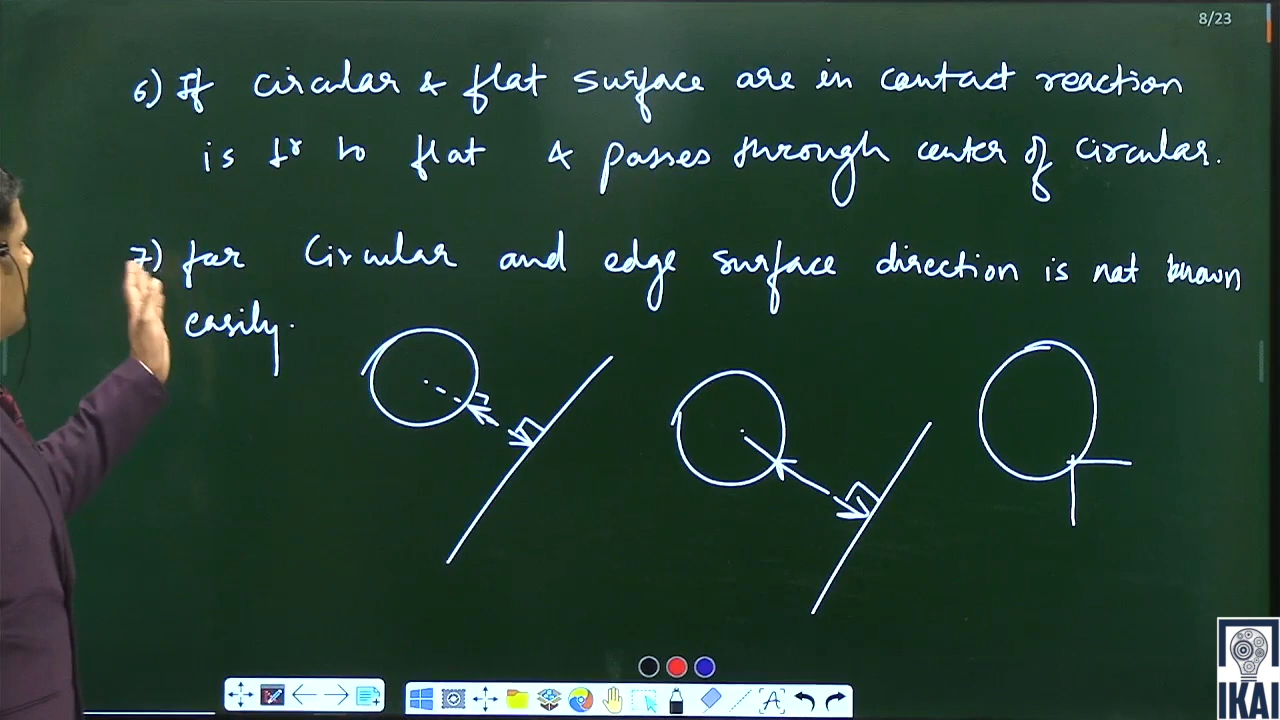 8/23
6) If circular & flat surface are in contact reaction
is ⊥r to flat & passes through center of circular.
7) for Circular and edge surface direction is not known
easily.
IKAI